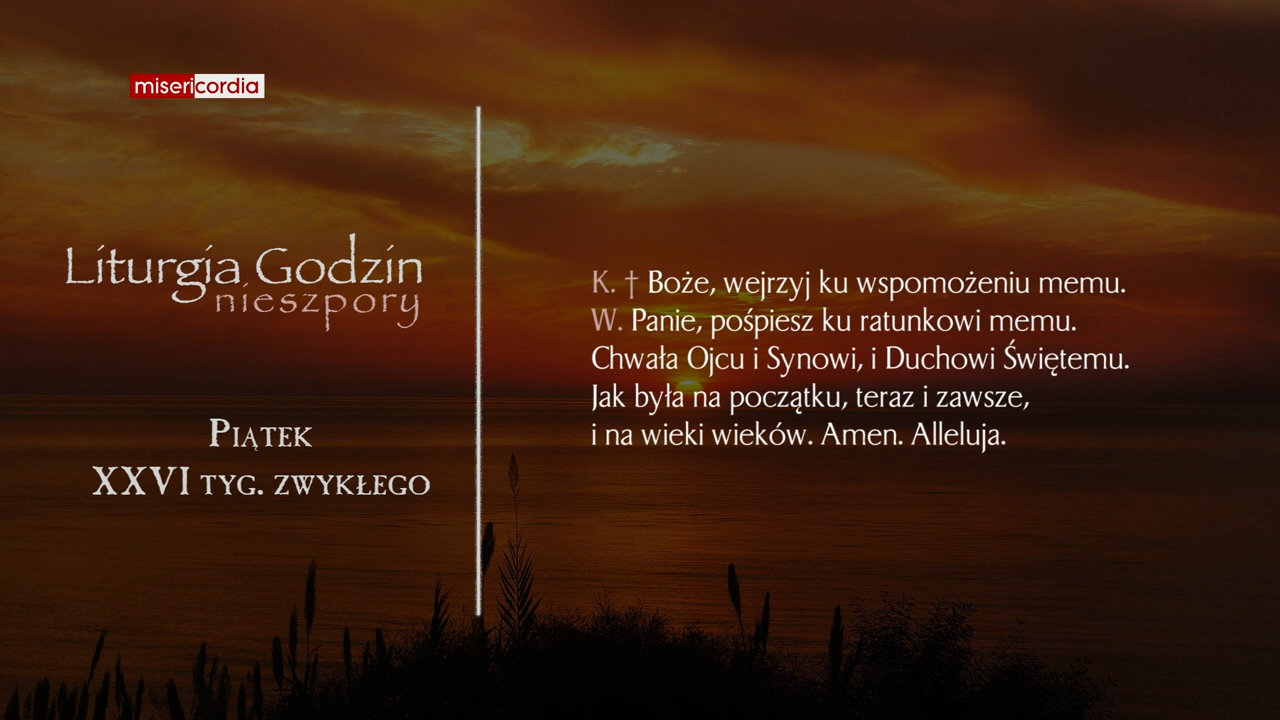 misericordia
Liturgia Godzin
nieszpory
Piątek
XXVI tyg. zwykłego
K. † Boże, wejrzyj ku wspomożeniu memu.
W. Panie, pośpiesz ku ratunkowi memu.
Chwała Ojcu i Synowi, i Duchowi Świętemu.
Jak była na początku, teraz i zawsze,
i na wieki wieków. Amen. Alleluja.